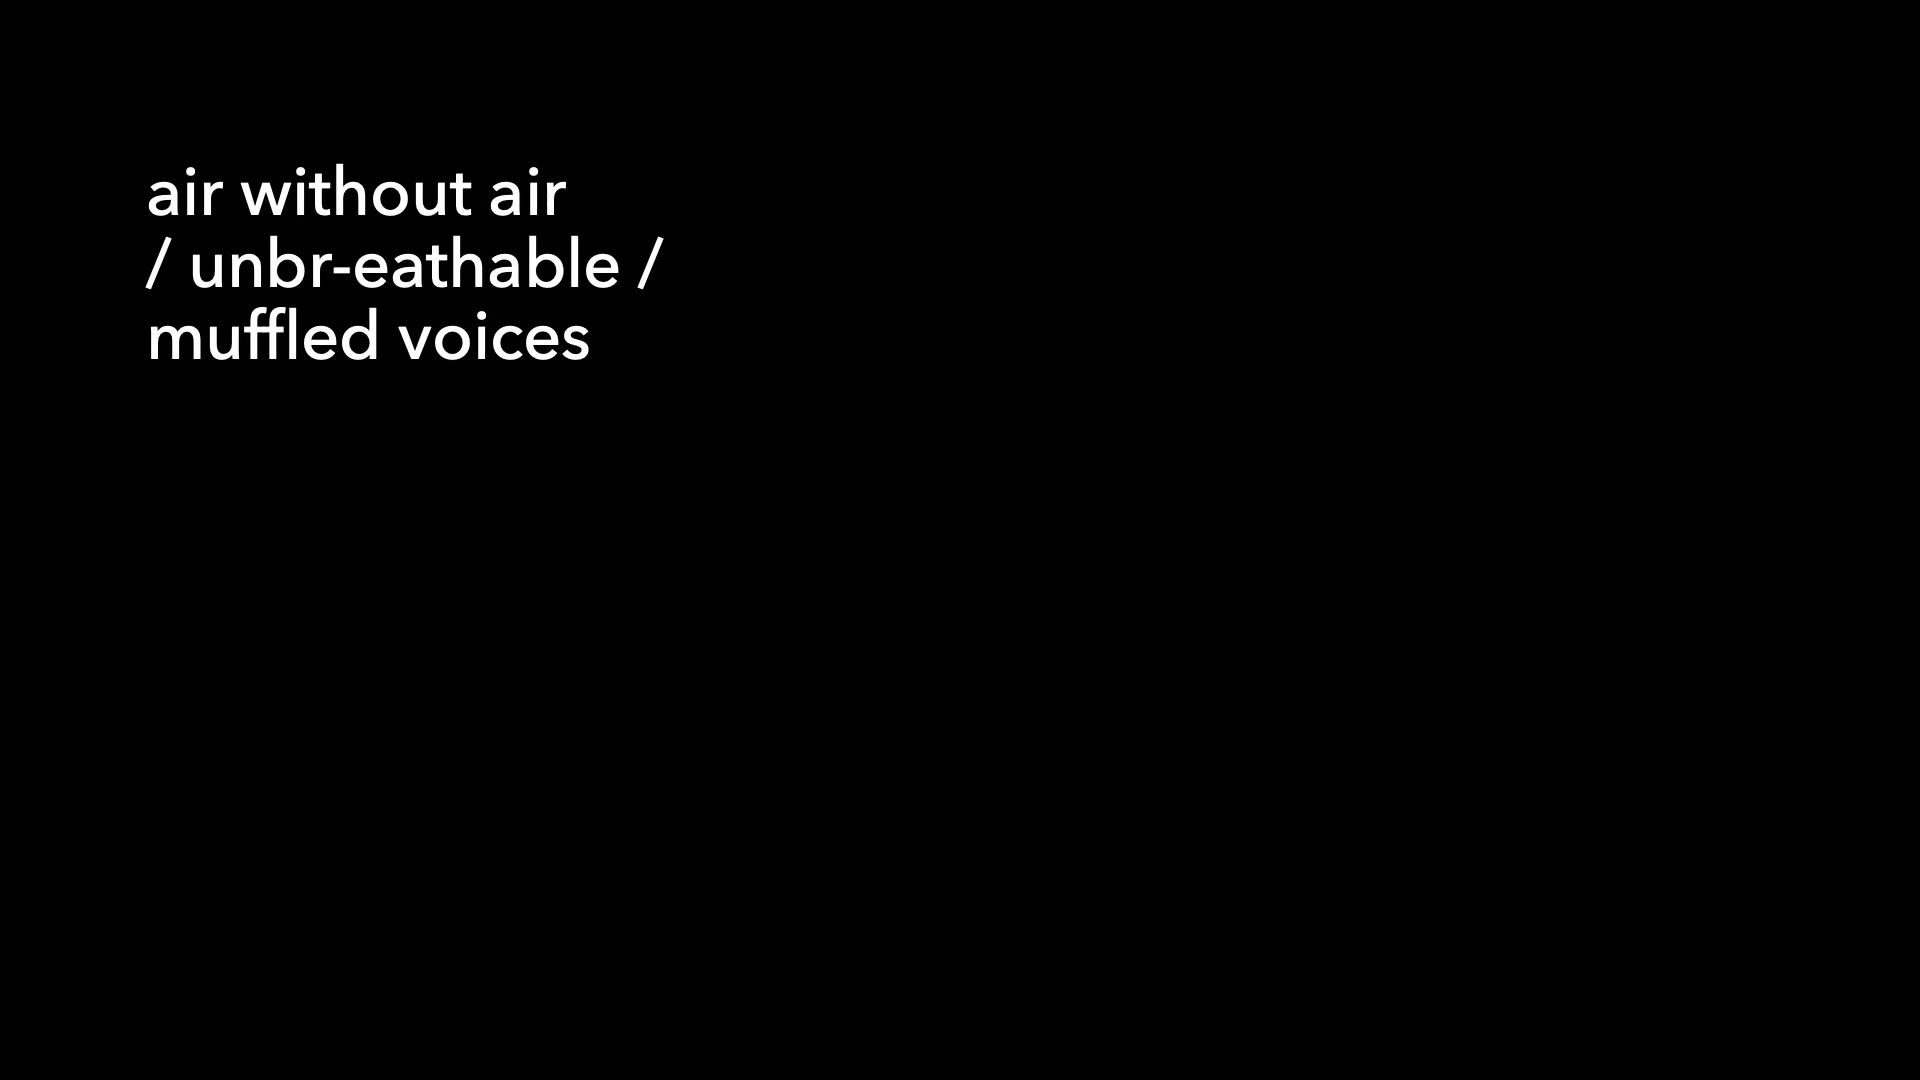 air without air
/ unbr-eathable /
muffled voices